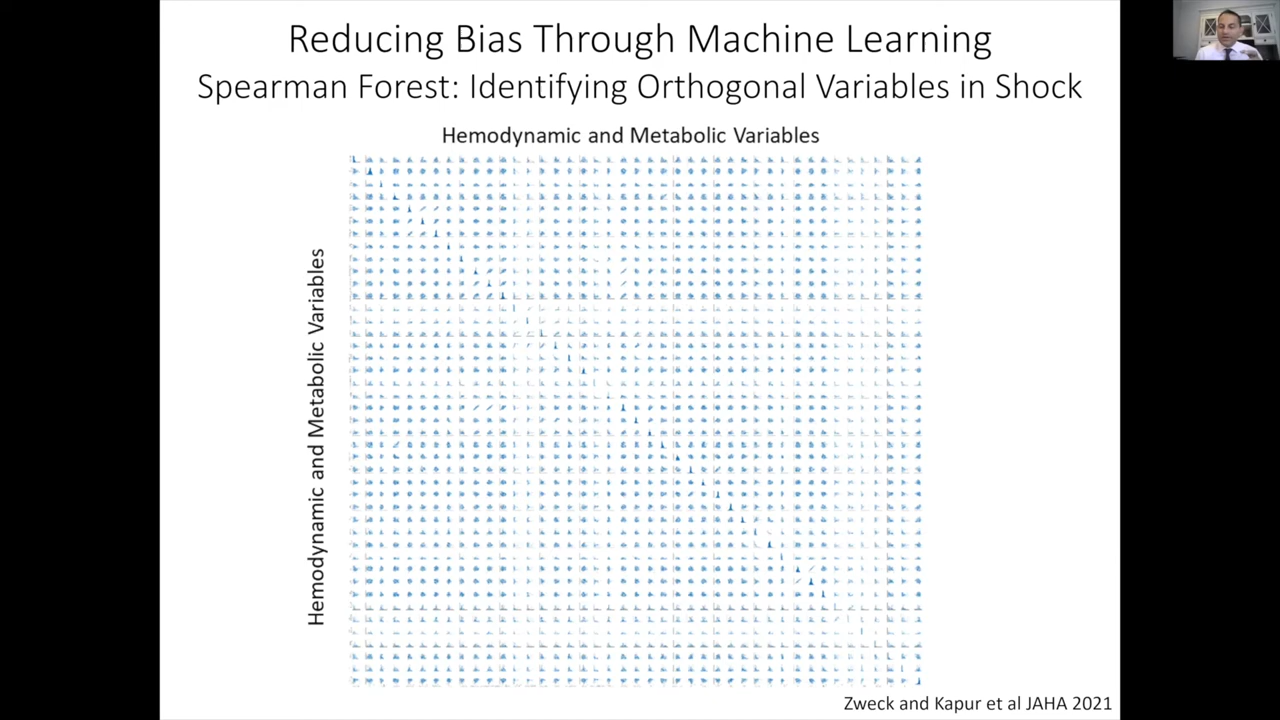 Reducing Bias Through Machine Learning
Spearman Forest: Identifying Orthogonal Variables in Shock
Hemodynamic and Metabolic Variables
Hemodynamic and Metabolic Variables
Zweck and Kapur et al JAHA 2021